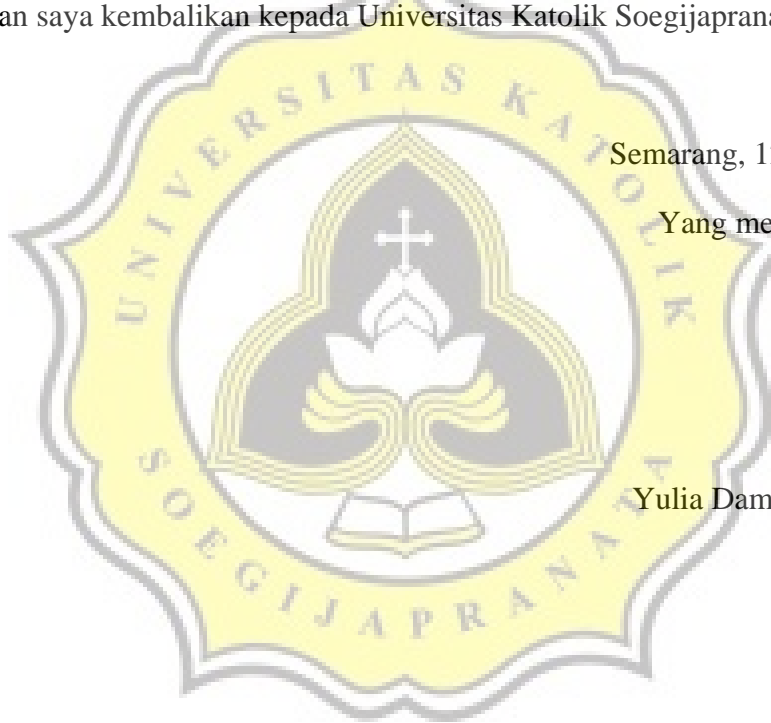 an saya kembalikan kepada Universitas Katolik Soegijaprana
Semarang, 1
Yang me
Yulia Dam
UNIVERSITAS KATOLIK
SOEGIJAPRANATA